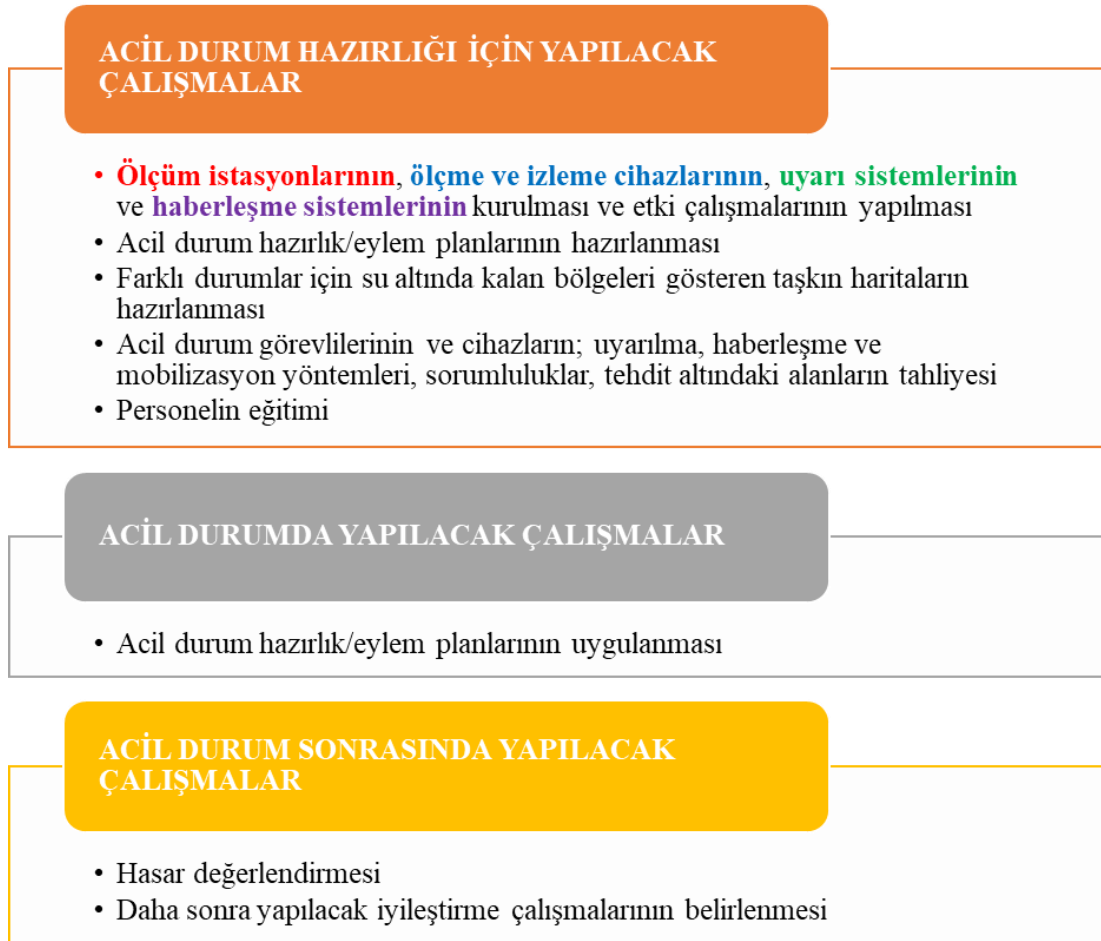 ACİL DURUM HAZIRLIĞI İÇİN YAPILACAK
ÇALIŞMALAR
• Ölçüm istasyonlarının, ölçme ve izleme cihazlarının, uyarı sistemlerinin
ve haberleşme sistemlerinin kurulması ve etki çalışmalarının yapılması
• Acil durum hazırlık/eylem planlarının hazırlanması
• Farklı durumlar için su altında kalan bölgeleri gösteren taşkın haritaların
hazırlanması
• Acil durum görevlilerinin ve cihazların; uyarılma, haberleşme ve
mobilizasyon yöntemleri, sorumluluklar, tehdit altındaki alanların tahliyesi
• Personelin eğitimi
ACİL DURUMDA YAPILACAK ÇALIŞMALAR
• Acil durum hazırlık/eylem planlarının uygulanması
ACİL DURUM SONRASINDA YAPILACAK
ÇALIŞMALAR
• Hasar değerlendirmesi
• Daha sonra yapılacak iyileştirme çalışmalarının belirlenmesi